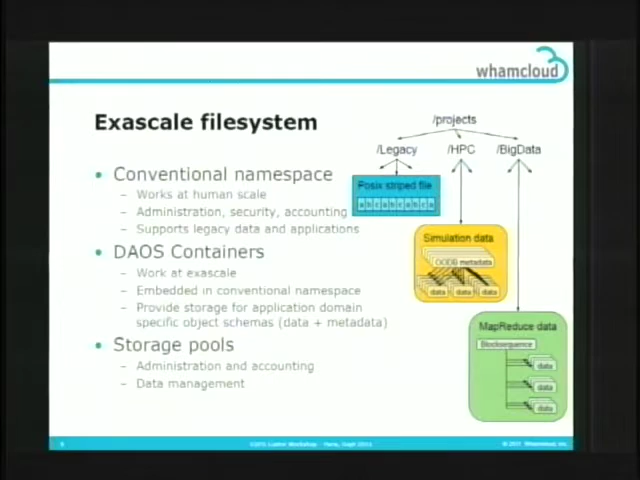 whamcloud
Exascale filesystem
• Conventional namespace
– Works at human scale
– Administration, security, accounting
– Supports legacy data and applications
• DAOS Containers
– Work at exascale
– Embedded in conventional namespace
– Provide storage for application domain
specific object schemas (data + metadata)
• Storage pools
– Administration and accounting
– Data management
/projects
/Legacy
/HPC
/BigData
Posix striped file
a b c a b c a b c a
Simulation data
metadata
data data data
MapReduce data
Blocksequence
data
data
data